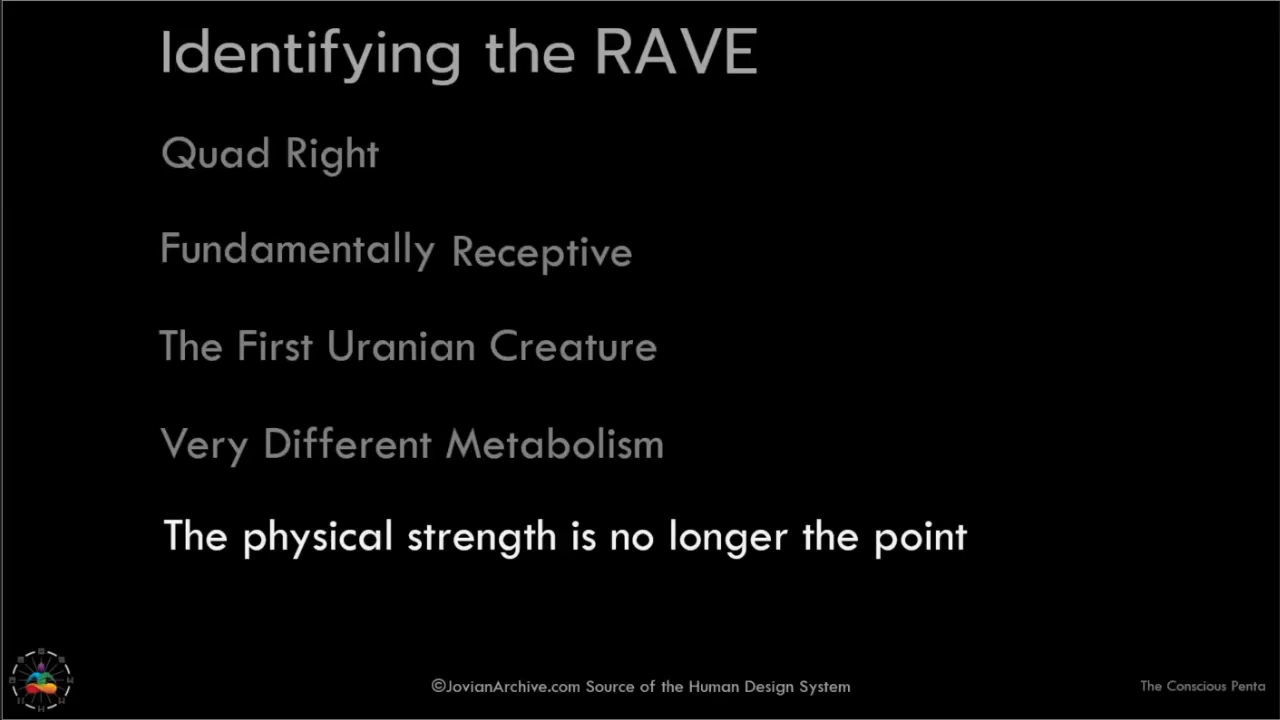 Identifying the RAVE
Quad Right
Fundamentally Receptive
The First Uranian Creature
Very Different Metabolism
The physical strength is no longer the point
©JovianArchive.com Source of the Human Design System
The Conscious Penta